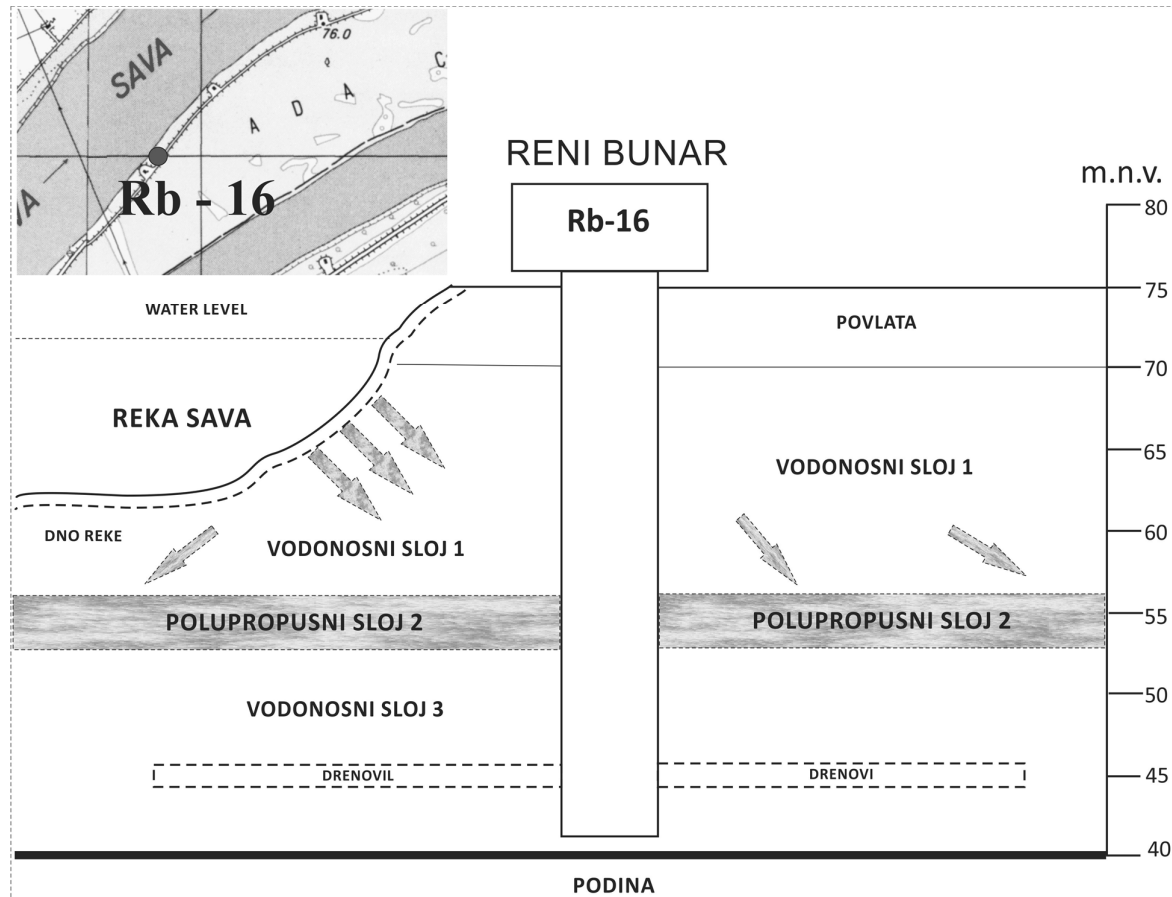 SAVA
76.0
A D A
C
VA
Rb - 16
RENI BUNAR
Rb-16
m.n.v.
80
WATER LEVEL
75
POVLATA
70
REKA SAVA
VODONOSNI SLOJ 1
65
DNO REKE
VODONOSNI SLOJ 1
60
POLUPROPUSNI SLOJ 2
POLUPROPUSNI SLOJ 2
55
VODONOSNI SLOJ 3
50
DRENOVIL
DRENOVI
45
40
PODINA